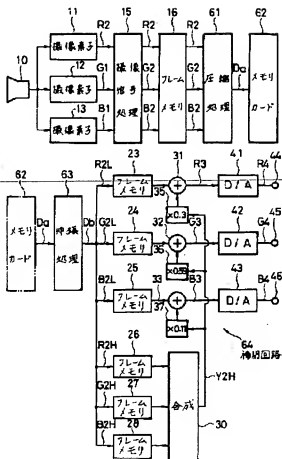 11
15
16
61
62
R2
R2
R2
10
撮像素子
12
G1
撮像素子
13
B1
撮像素子
撮像信号処理
G2
B2
フレームメモリ
G2
B2
圧縮処理
Da
メモリカード
62
63
R2L
23
31
R3
41
R4
44
フレームメモリ
35
D/A
×0.3
メモリカード
Da
伸張処理
Db
G2L
24
32
G3
42
G4
45
フレームメモリ
36
D/A
×0.59
B2L
25
33
B3
43
B4
46
フレームメモリ
37
D/A
×0.11
64
補間回路
R2H
26
フレームメモリ
Y2H
G2H
27
フレームメモリ
合成
B2H
28
フレームメモリ
30